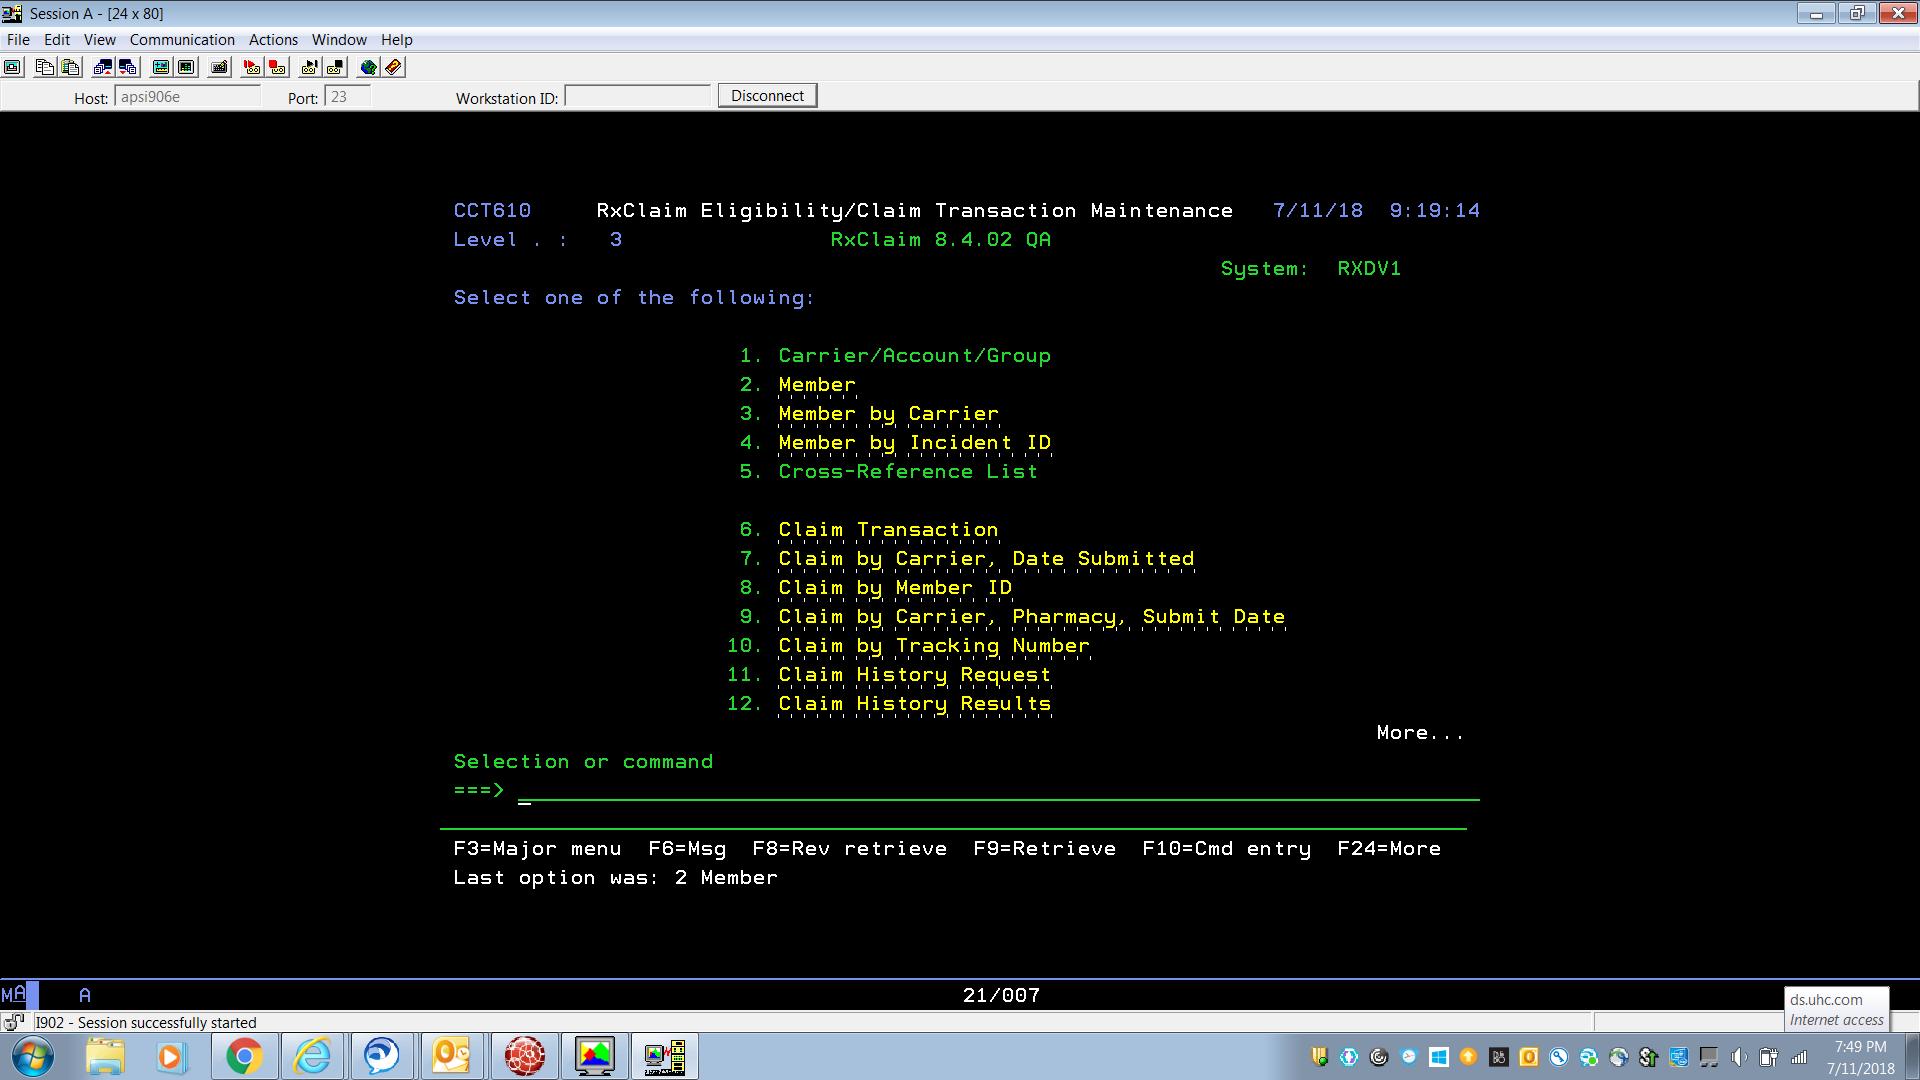 Session A - [24 x 80]
File Edit View Communication Actions Window Help
Host: apsi906e Port: 23 Workstation ID: Disconnect
CCT610 RxClaim Eligibility/Claim Transaction Maintenance 7/11/18 9:19:14
Level . : 3 RxClaim 8.4.02 QA
System: RXDV1
Select one of the following:
1. Carrier/Account/Group
2. Member
3. Member by Carrier
4. Member by Incident ID
5. Cross-Reference List
6. Claim Transaction
7. Claim by Carrier, Date Submitted
8. Claim by Member ID
9. Claim by Carrier, Pharmacy, Submit Date
10. Claim by Tracking Number
11. Claim History Request
12. Claim History Results
More...
Selection or command
===>
F3=Major menu F6=Msg F8=Rev retrieve F9=Retrieve F10=Cmd entry F24=More
Last option was: 2 Member
MA A 21/007
ds.uhc.com
Internet access
I902 - Session successfully started
7:49 PM
7/11/2018